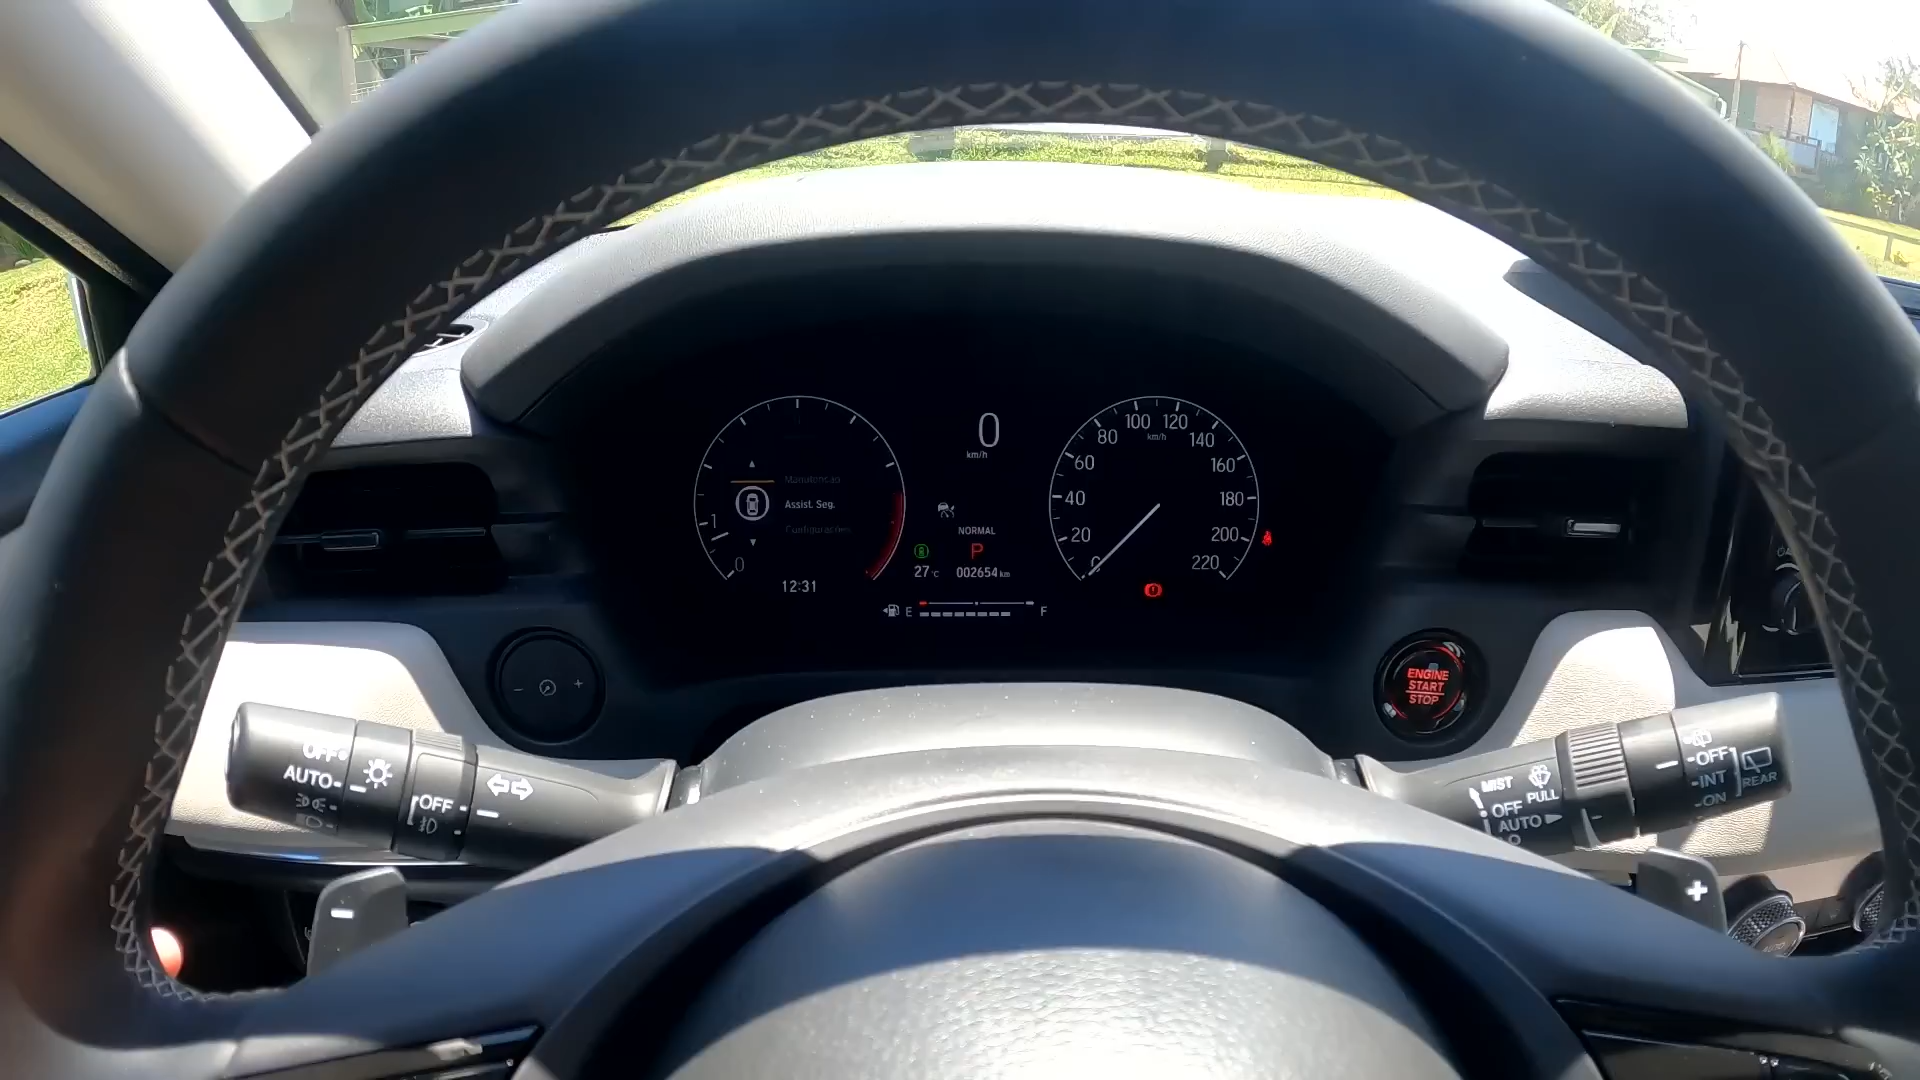 0
km/h
Manutenção
Assist. Seg.
Configurações
1
0
12:31
NORMAL
P
27°C
002654 km
E
F
0
20
40
60
80
100
120
140
160
180
200
220
km/h
ENGINE
START
STOP
- +
OFF
AUTO
OFF
MIST
OFF
AUTO
PULL
OFF
INT
ON
REAR
-
+
AUTO